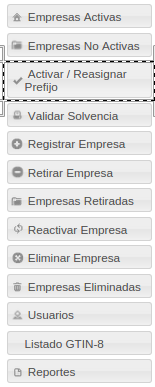 Empresas Activas
Empresas No Activas
Activar / Reasignar
Prefijo
Validar Solvencia
Registrar Empresa
Retirar Empresa
Empresas Retiradas
Reactivar Empresa
Eliminar Empresa
Empresas Eliminadas
Usuarios
Listado GTIN-8
Reportes